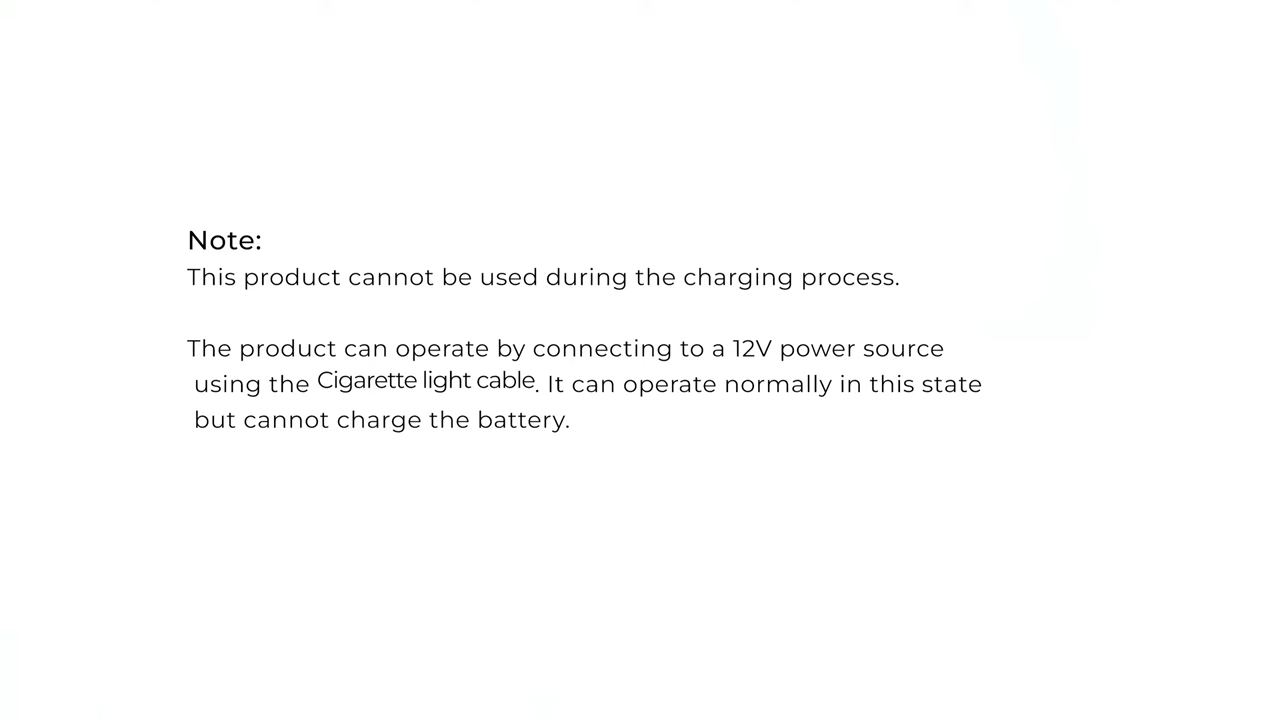 Note:
This product cannot be used during the charging process.
The product can operate by connecting to a 12V power source
using the Cigarette light cable. It can operate normally in this state
but cannot charge the battery.